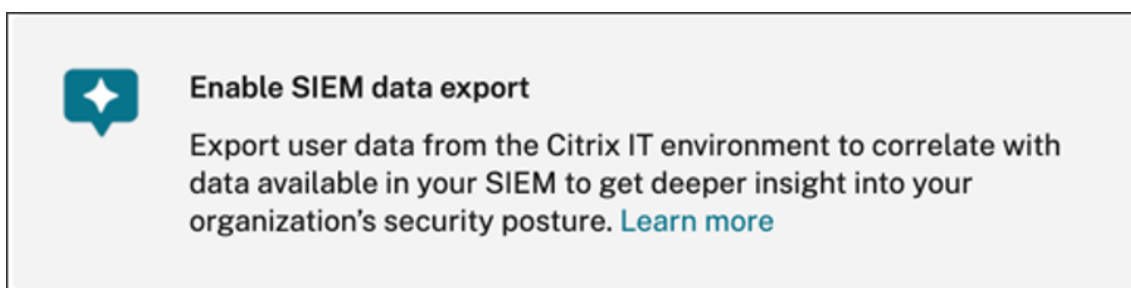 Enable SIEM data export
Export user data from the Citrix IT environment to correlate with
data available in your SIEM to get deeper insight into your
organization's security posture. Learn more